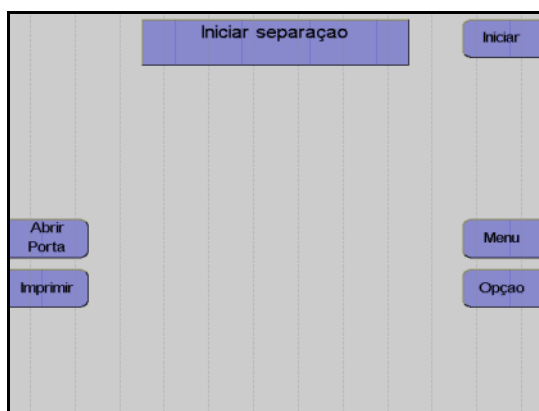 Iniciar separaçao
Iniciar
Abrir
Porta
Menu
Imprimir
Opçao